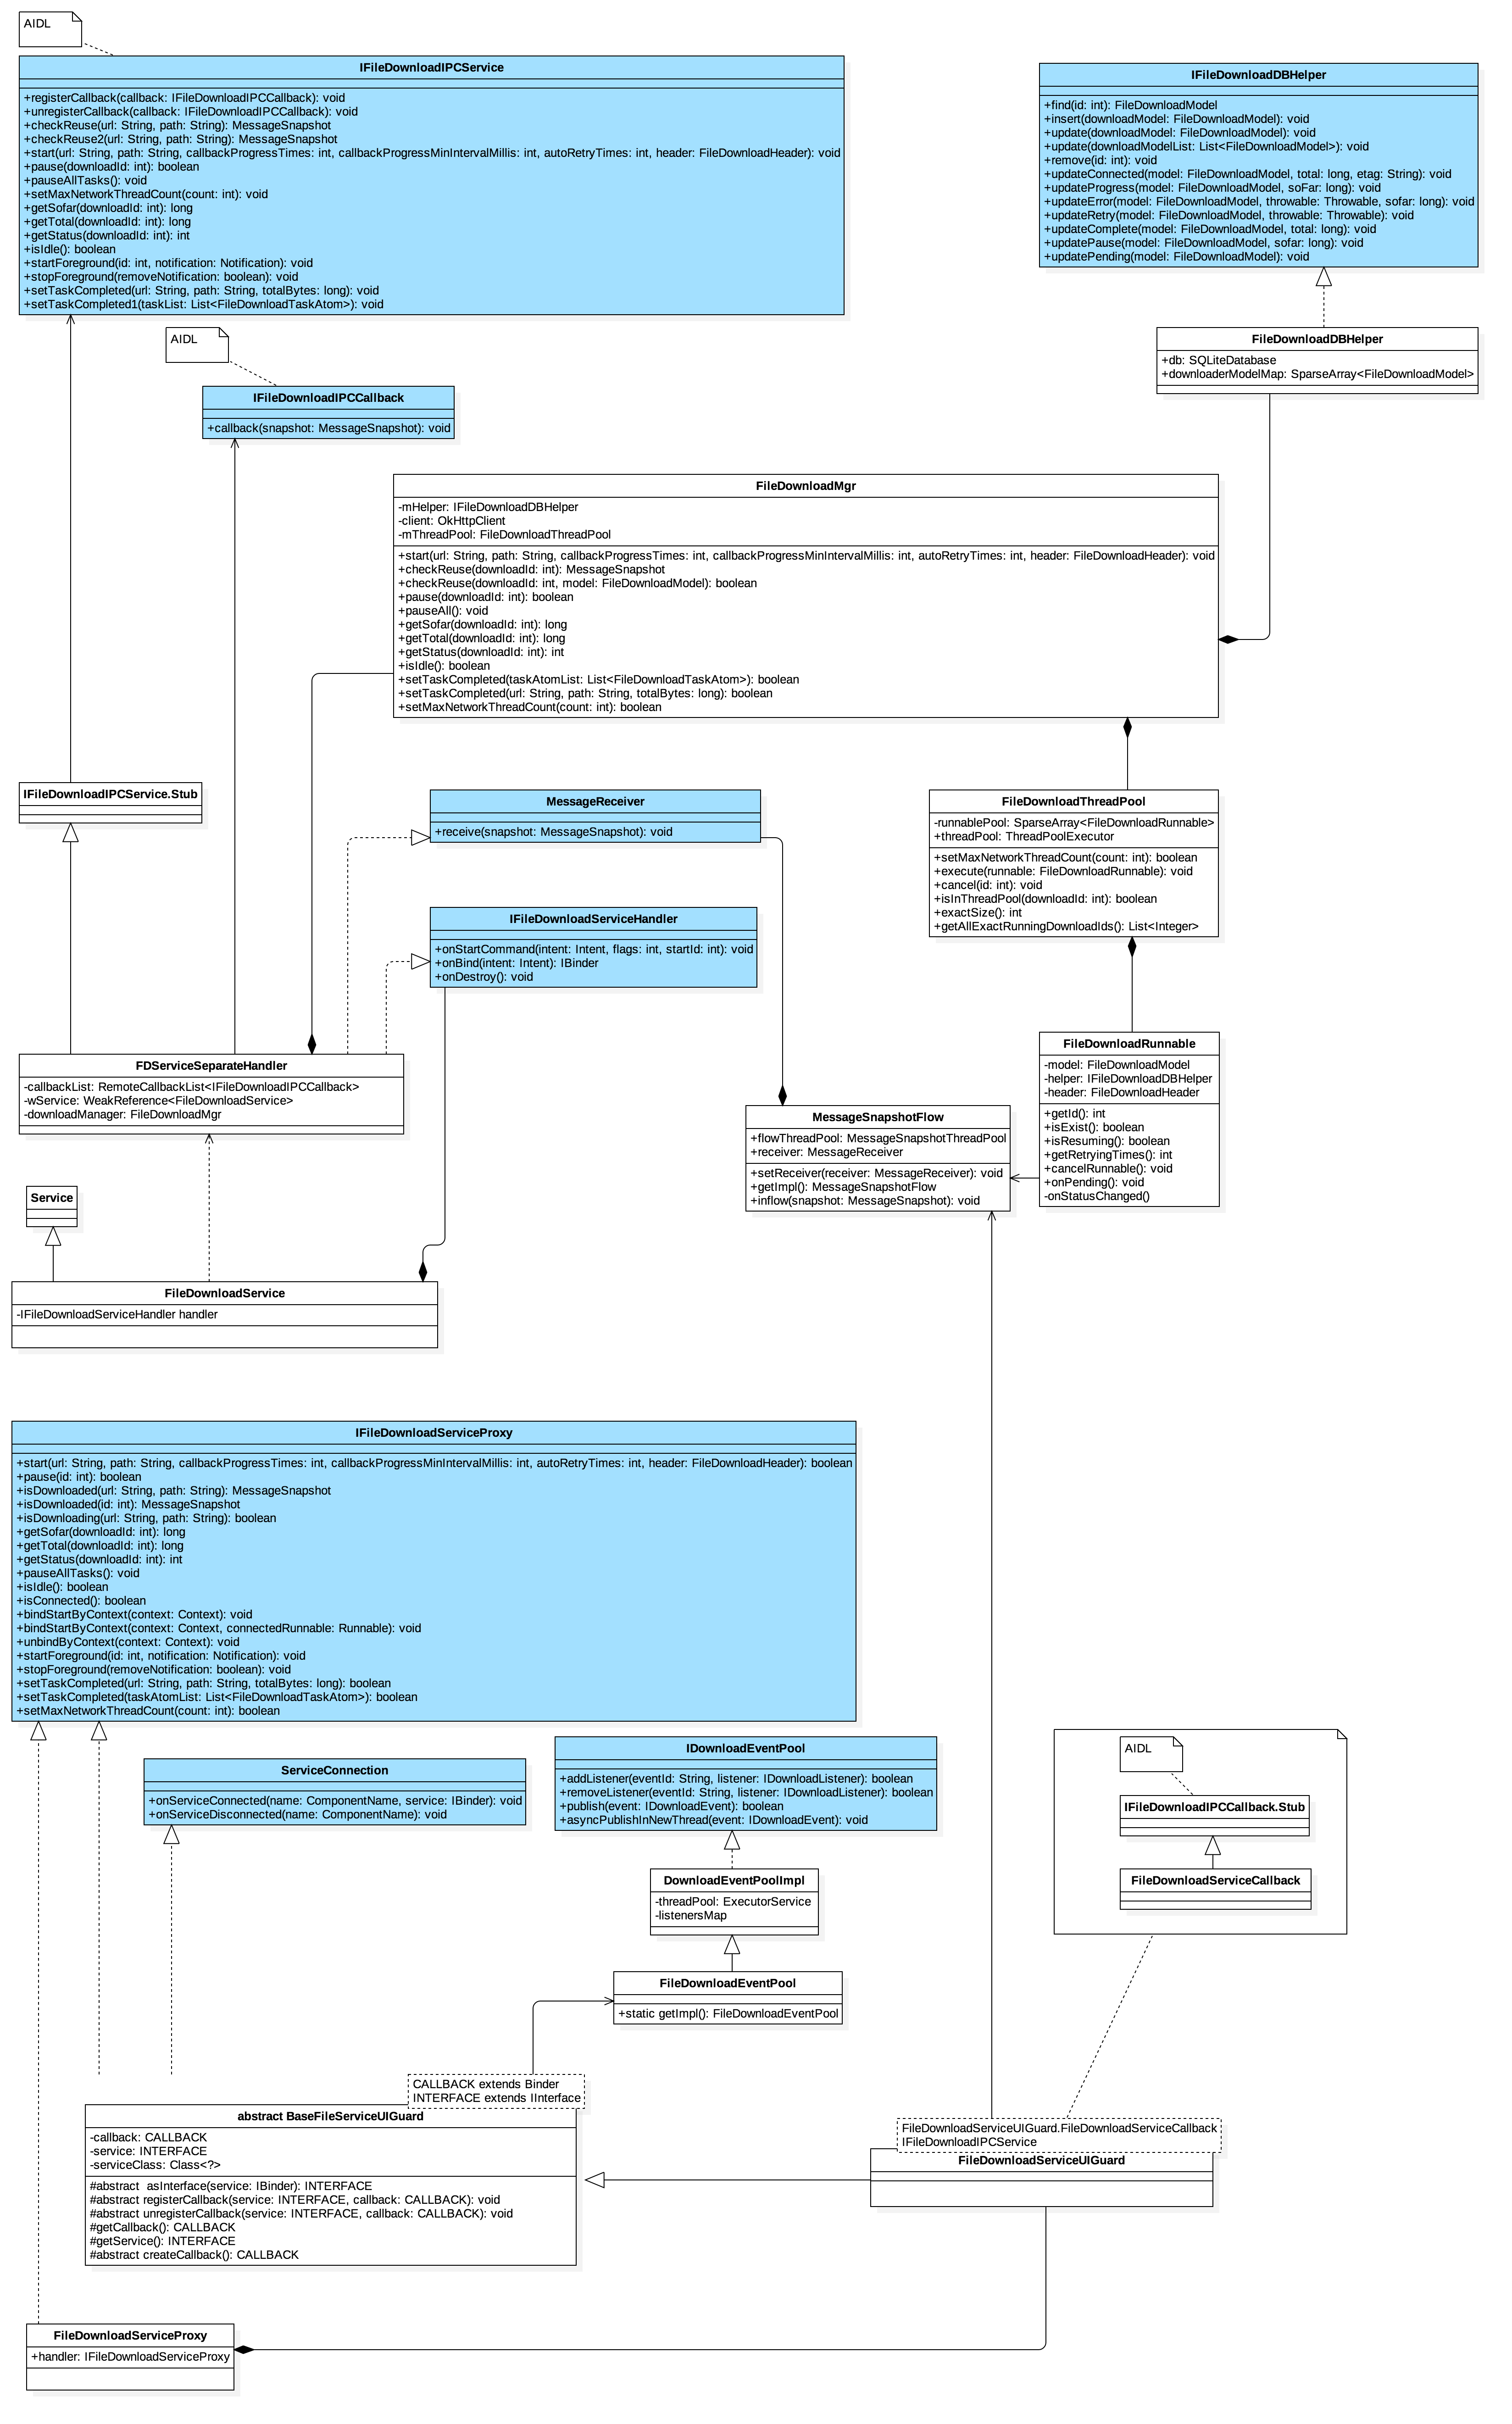 AIDL
IFileDownloadIPCService
+registerCallback(callback: IFileDownloadIPCCallback): void
+unregisterCallback(callback: IFileDownloadIPCCallback): void
+checkReuse(url: String, path: String): MessageSnapshot
+checkReuse2(url: String, path: String): MessageSnapshot
+start(url: String, path: String, callbackProgressTimes: int, callbackProgressMinIntervalMillis: int, autoRetryTimes: int, header: FileDownloadHeader): void
+pause(downloadId: int): boolean
+pauseAllTasks(): void
+setMaxNetworkThreadCount(count: int): void
+getSofar(downloadId: int): long
+getTotal(downloadId: int): long
+getStatus(downloadId: int): int
+isIdle(): boolean
+startForeground(id: int, notification: Notification): void
+stopForeground(removeNotification: boolean): void
+setTaskCompleted(url: String, path: String, totalBytes: long): void
+setTaskCompleted1(taskList: List<FileDownloadTaskAtom>): void
IFileDownloadDBHelper
+find(id: int): FileDownloadModel
+insert(downloadModel: FileDownloadModel): void
+update(downloadModel: FileDownloadModel): void
+update(downloadModelList: List<FileDownloadModel>): void
+remove(id: int): void
+updateConnected(model: FileDownloadModel, total: long, etag: String): void
+updateProgress(model: FileDownloadModel, soFar: long): void
+updateError(model: FileDownloadModel, throwable: Throwable, sofar: long): void
+updateRetry(model: FileDownloadModel, throwable: Throwable): void
+updateComplete(model: FileDownloadModel, total: long): void
+updatePause(model: FileDownloadModel, sofar: long): void
+updatePending(model: FileDownloadModel): void
FileDownloadDBHelper
+db: SQLiteDatabase
+downloaderModelMap: SparseArray<FileDownloadModel>
AIDL
IFileDownloadIPCCallback
+callback(snapshot: MessageSnapshot): void
FileDownloadMgr
-mHelper: IFileDownloadDBHelper
-client: OkHttpClient
-mThreadPool: FileDownloadThreadPool
+start(url: String, path: String, callbackProgressTimes: int, callbackProgressMinIntervalMillis: int, autoRetryTimes: int, header: FileDownloadHeader): void
+checkReuse(downloadId: int): MessageSnapshot
+checkReuse(downloadId: int, model: FileDownloadModel): boolean
+pause(downloadId: int): boolean
+pauseAll(): void
+getSofar(downloadId: int): long
+getTotal(downloadId: int): long
+getStatus(downloadId: int): int
+isIdle(): boolean
+setTaskCompleted(taskAtomList: List<FileDownloadTaskAtom>): boolean
+setTaskCompleted(url: String, path: String, totalBytes: long): boolean
+setMaxNetworkThreadCount(count: int): boolean
IFileDownloadIPCService.Stub
MessageReceiver
+receive(snapshot: MessageSnapshot): void
FileDownloadThreadPool
-runnablePool: SparseArray<FileDownloadRunnable>
+threadPool: ThreadPoolExecutor
+setMaxNetworkThreadCount(count: int): boolean
+execute(runnable: FileDownloadRunnable): void
+cancel(id: int): void
+isInThreadPool(downloadId: int): boolean
+exactSize(): int
+getAllExactRunningDownloadIds(): List<Integer>
IFileDownloadServiceHandler
+onStartCommand(intent: Intent, flags: int, startId: int): void
+onBind(intent: Intent): IBinder
+onDestroy(): void
FDServiceSeparateHandler
-callbackList: RemoteCallbackList<IFileDownloadIPCCallback>
-wService: WeakReference<FileDownloadService>
-downloadManager: FileDownloadMgr
FileDownloadRunnable
-model: FileDownloadModel
-helper: IFileDownloadDBHelper
-header: FileDownloadHeader
+getId(): int
+isExist(): boolean
+isResuming(): boolean
+getRetryingTimes(): int
+cancelRunnable(): void
+onPending(): void
-onStatusChanged()
MessageSnapshotFlow
+flowThreadPool: MessageSnapshotThreadPool
+receiver: MessageReceiver
+setReceiver(receiver: MessageReceiver): void
+getImpl(): MessageSnapshotFlow
+inflow(snapshot: MessageSnapshot): void
Service
FileDownloadService
-IFileDownloadServiceHandler handler
IFileDownloadServiceProxy
+start(url: String, path: String, callbackProgressTimes: int, callbackProgressMinIntervalMillis: int, autoRetryTimes: int, header: FileDownloadHeader): boolean
+pause(id: int): boolean
+isDownloaded(url: String, path: String): MessageSnapshot
+isDownloaded(id: int): MessageSnapshot
+isDownloading(url: String, path: String): boolean
+getSofar(downloadId: int): long
+getTotal(downloadId: int): long
+getStatus(downloadId: int): int
+pauseAllTasks(): void
+isIdle(): boolean
+isConnected(): boolean
+bindStartByContext(context: Context): void
+bindStartByContext(context: Context, connectedRunnable: Runnable): void
+unbindByContext(context: Context): void
+startForeground(id: int, notification: Notification): void
+stopForeground(removeNotification: boolean): void
+setTaskCompleted(url: String, path: String, totalBytes: long): boolean
+setTaskCompleted(taskAtomList: List<FileDownloadTaskAtom>): boolean
+setMaxNetworkThreadCount(count: int): boolean
ServiceConnection
+onServiceConnected(name: ComponentName, service: IBinder): void
+onServiceDisconnected(name: ComponentName): void
IDownloadEventPool
+addListener(eventId: String, listener: IDownloadListener): boolean
+removeListener(eventId: String, listener: IDownloadListener): boolean
+publish(event: IDownloadEvent): boolean
+asyncPublishInNewThread(event: IDownloadEvent): void
AIDL
IFileDownloadIPCCallback.Stub
FileDownloadServiceCallback
DownloadEventPoolImpl
-threadPool: ExecutorService
-listenersMap
FileDownloadEventPool
+static getImpl(): FileDownloadEventPool
CALLBACK extends Binder
INTERFACE extends IInterface
abstract BaseFileServiceUIGuard
-callback: CALLBACK
-service: INTERFACE
-serviceClass: Class<?>
#abstract  asInterface(service: IBinder): INTERFACE
#abstract registerCallback(service: INTERFACE, callback: CALLBACK): void
#abstract unregisterCallback(service: INTERFACE, callback: CALLBACK): void
#getCallback(): CALLBACK
#getService(): INTERFACE
#abstract createCallback(): CALLBACK
FileDownloadServiceUIGuard.FileDownloadServiceCallback
IFileDownloadIPCService
FileDownloadServiceUIGuard
FileDownloadServiceProxy
+handler: IFileDownloadServiceProxy